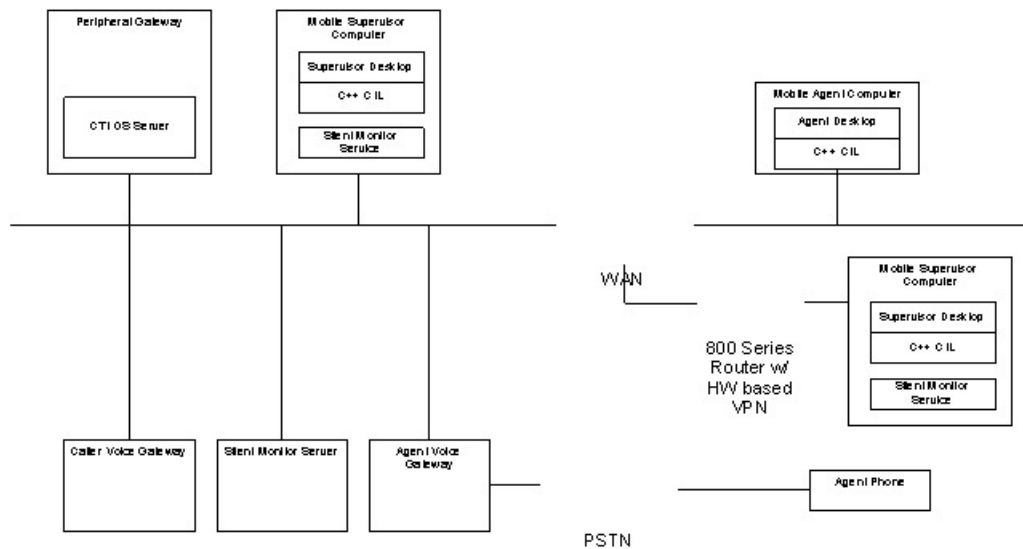 Peripheral Gateway
CTI OS Server
Mobile Supervisor
Computer
Supervisor Desktop
C++ CIL
Silent Monitor
Service
Mobile Agent Computer
Agent Desktop
C++ CIL
WAN
800 Series
Router w/
HW based
VPN
Mobile Supervisor
Computer
Supervisor Desktop
C++ CIL
Silent Monitor
Service
Caller Voice Gateway
Silent Monitor Server
Agent Voice
Gateway
Agent Phone
PSTN